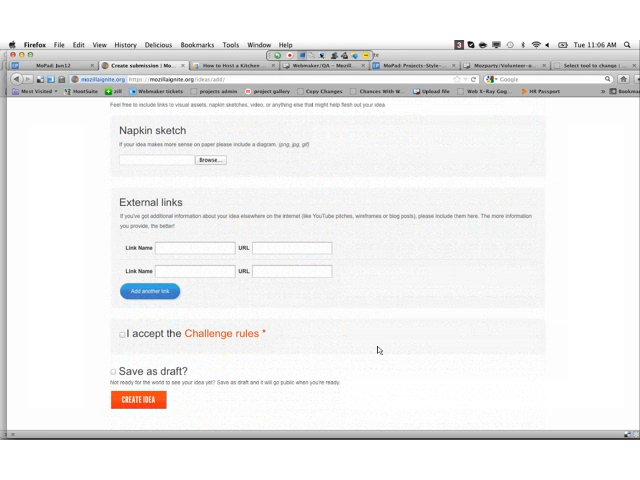 Firefox File Edit View History Bookmarks Tools Window Help
3 Tue 11:06 AM
MoPad: Jun12 Create submission | Mo... How to Host a Kitchen ... Webmaker/QA – Mozill... MoPad: Projects-Style-... Mozparty/Volunteer-o... Select tool to change (...
mozillaignite.org https://mozillaignite.org/ideas/add/ Google
Most Visited HootSuite zill Webmaker tickets projects admin project gallery Copy Changes Chances With W... Upload file Web X-Ray Gog... HR Passport » Bookmarks
Feel free to include links to visual assets, napkin sketches, video, or anything else that might help flesh out your idea.
Napkin sketch
If your idea makes more sense on paper please include a diagram. (png, jpg, gif)
Browse...
External links
If you've got additional information about your idea elsewhere on the internet (like YouTube pitches, wireframes or blog posts), please include them here. The more information
you provide, the better!
Link Name URL
Link Name URL
Add another link
I accept the Challenge rules *
Save as draft?
Not ready for the world to see your idea yet? Save as draft and it will go public when you're ready.
CREATE IDEA